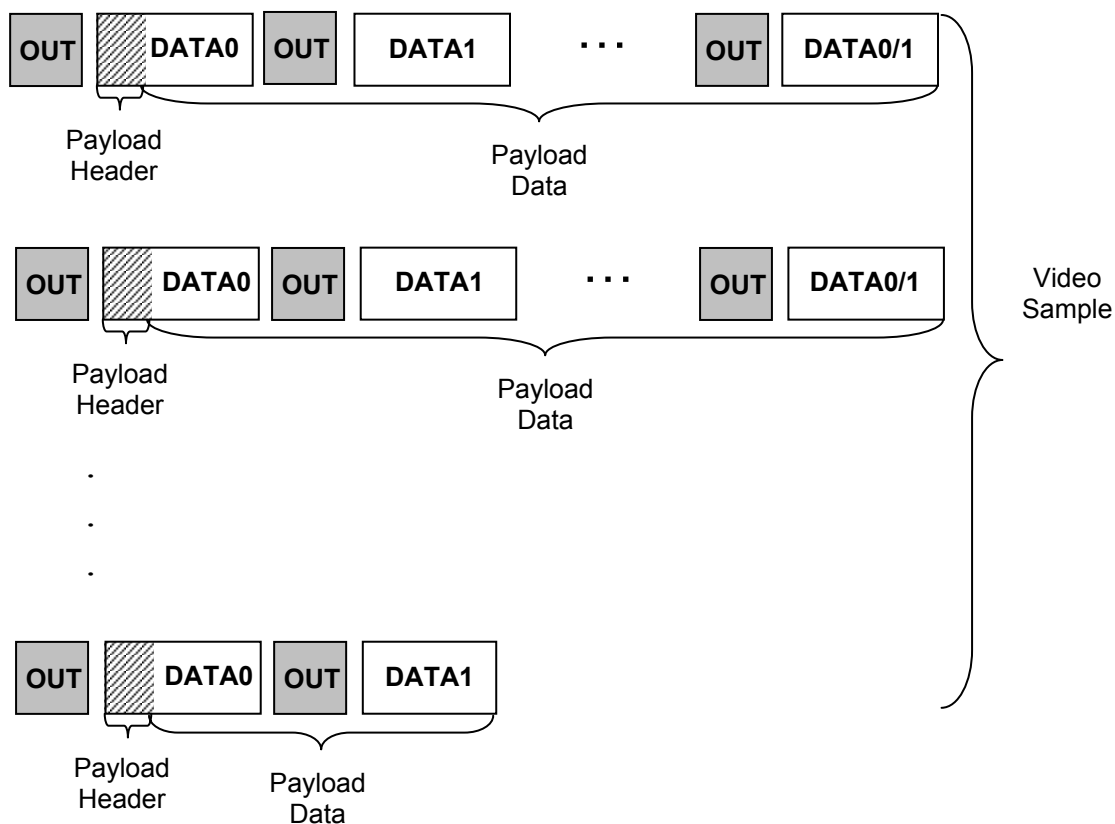 OUT DATA0 OUT DATA1 ... OUT DATA0/1
Payload
Header
Payload
Data
OUT DATA0 OUT DATA1 ... OUT DATA0/1
Video
Sample
Payload
Header
Payload
Data
.
.
.
OUT DATA0 OUT DATA1
Payload
Header
Payload
Data